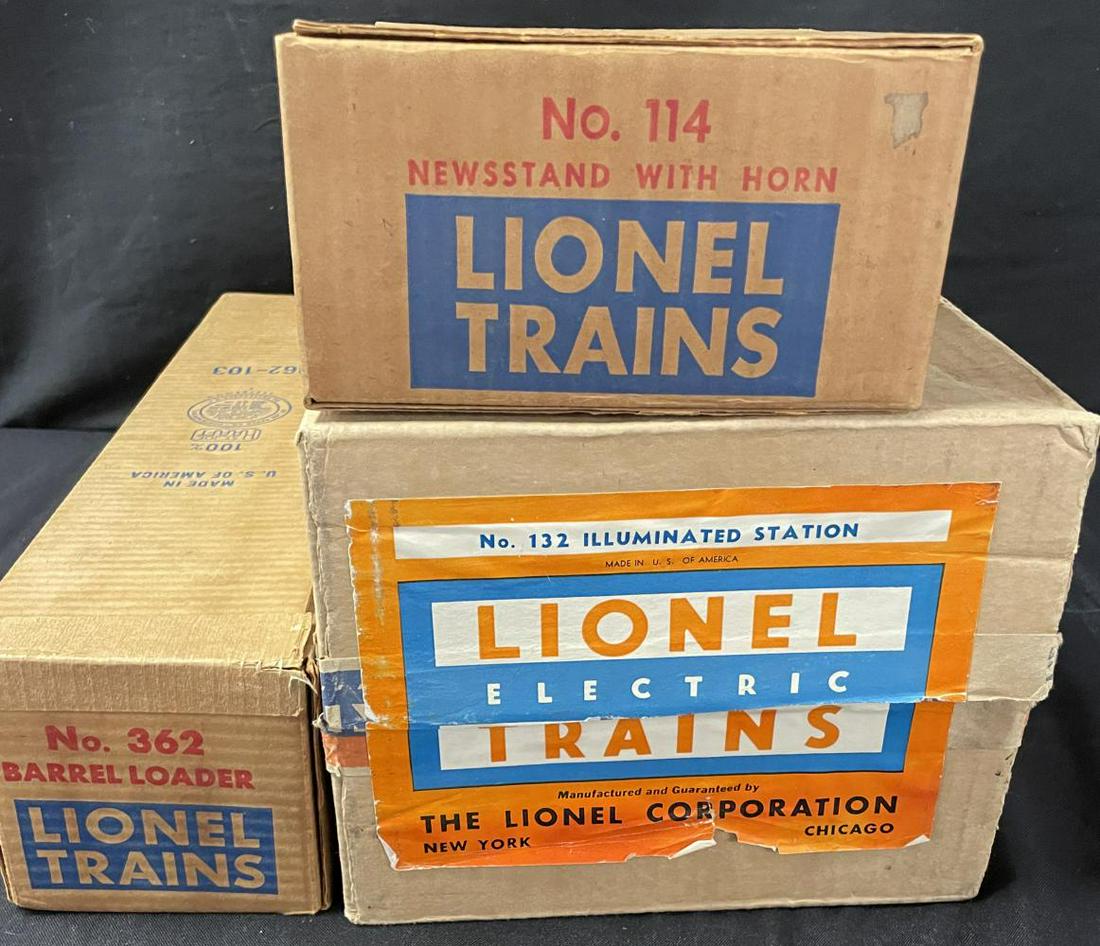 No. 114
NEWSSTAND WITH HORN
LIONEL
TRAINS
No. 132 ILLUMINATED STATION
MADE IN U. S. OF AMERICA
LIONEL
ELECTRIC
TRAINS
Manufactured and Guaranteed by
THE LIONEL CORPORATION
NEW YORK
CHICAGO
362-103
100%
U. S. OF AMERICA
MADE IN
No. 362
BARREL LOADER
LIONEL
TRAINS